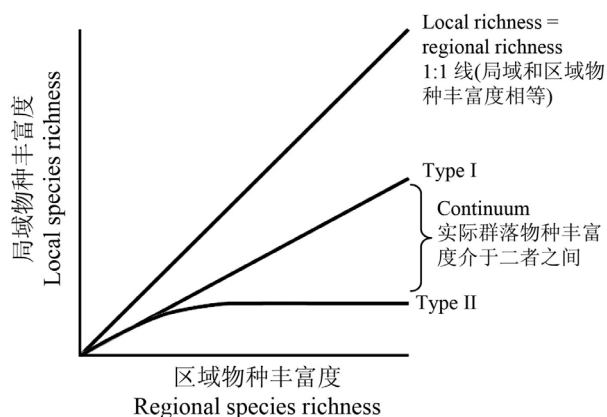 Local richness =
regional richness
1:1 线(局域和区域物
种丰富度相等)
Type I
Continuum
实际群落物种丰富
度介于二者之间
Type II
局域物种丰富度
Local species richness
区域物种丰富度
Regional species richness